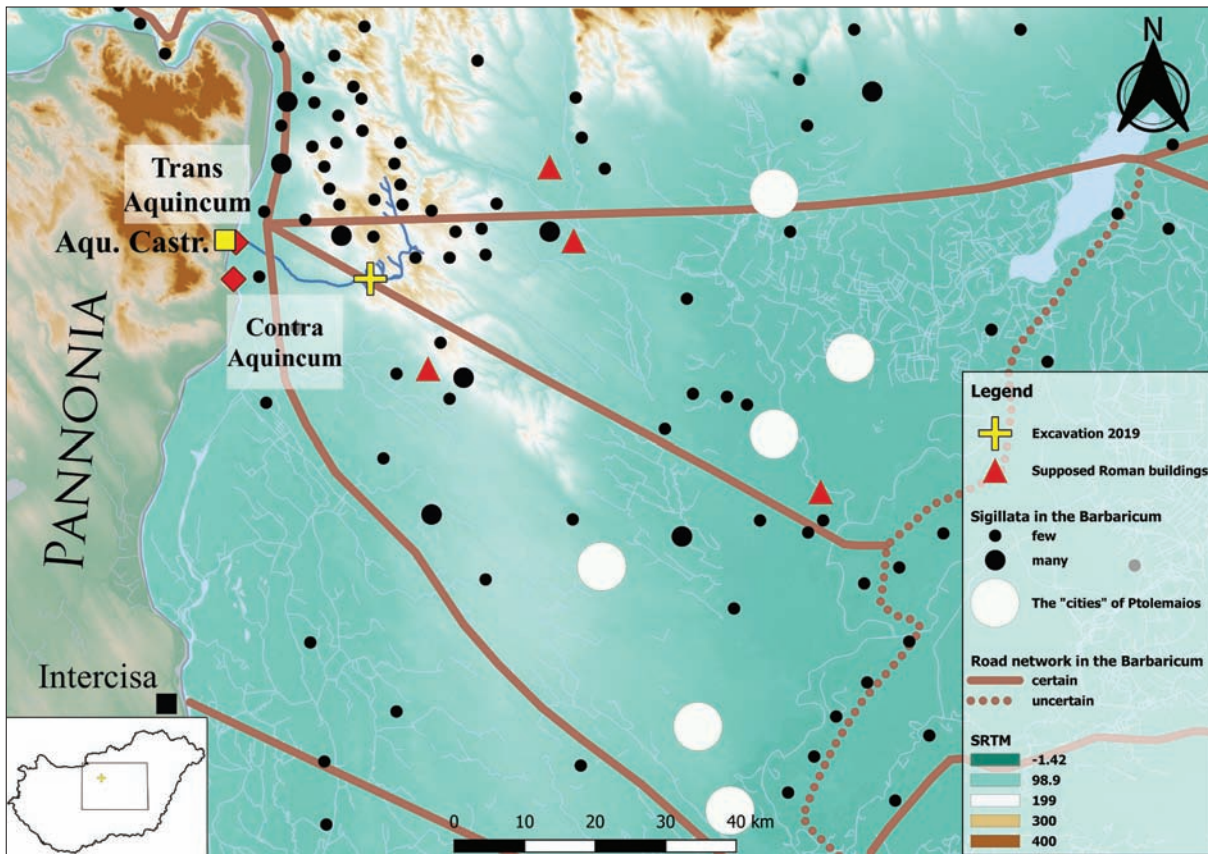 N
Trans
Aquincum
Aqu. Castr.
Contra
Aquincum
PANNONIA
Intercisa
0 10 20 30 40 km
Legend
Excavation 2019
Supposed Roman buildings
Sigillata in the Barbaricum
few
many
The "cities" of Ptolemaios
Road network in the Barbaricum
certain
uncertain
SRTM
-1.42
98.9
199
300
400